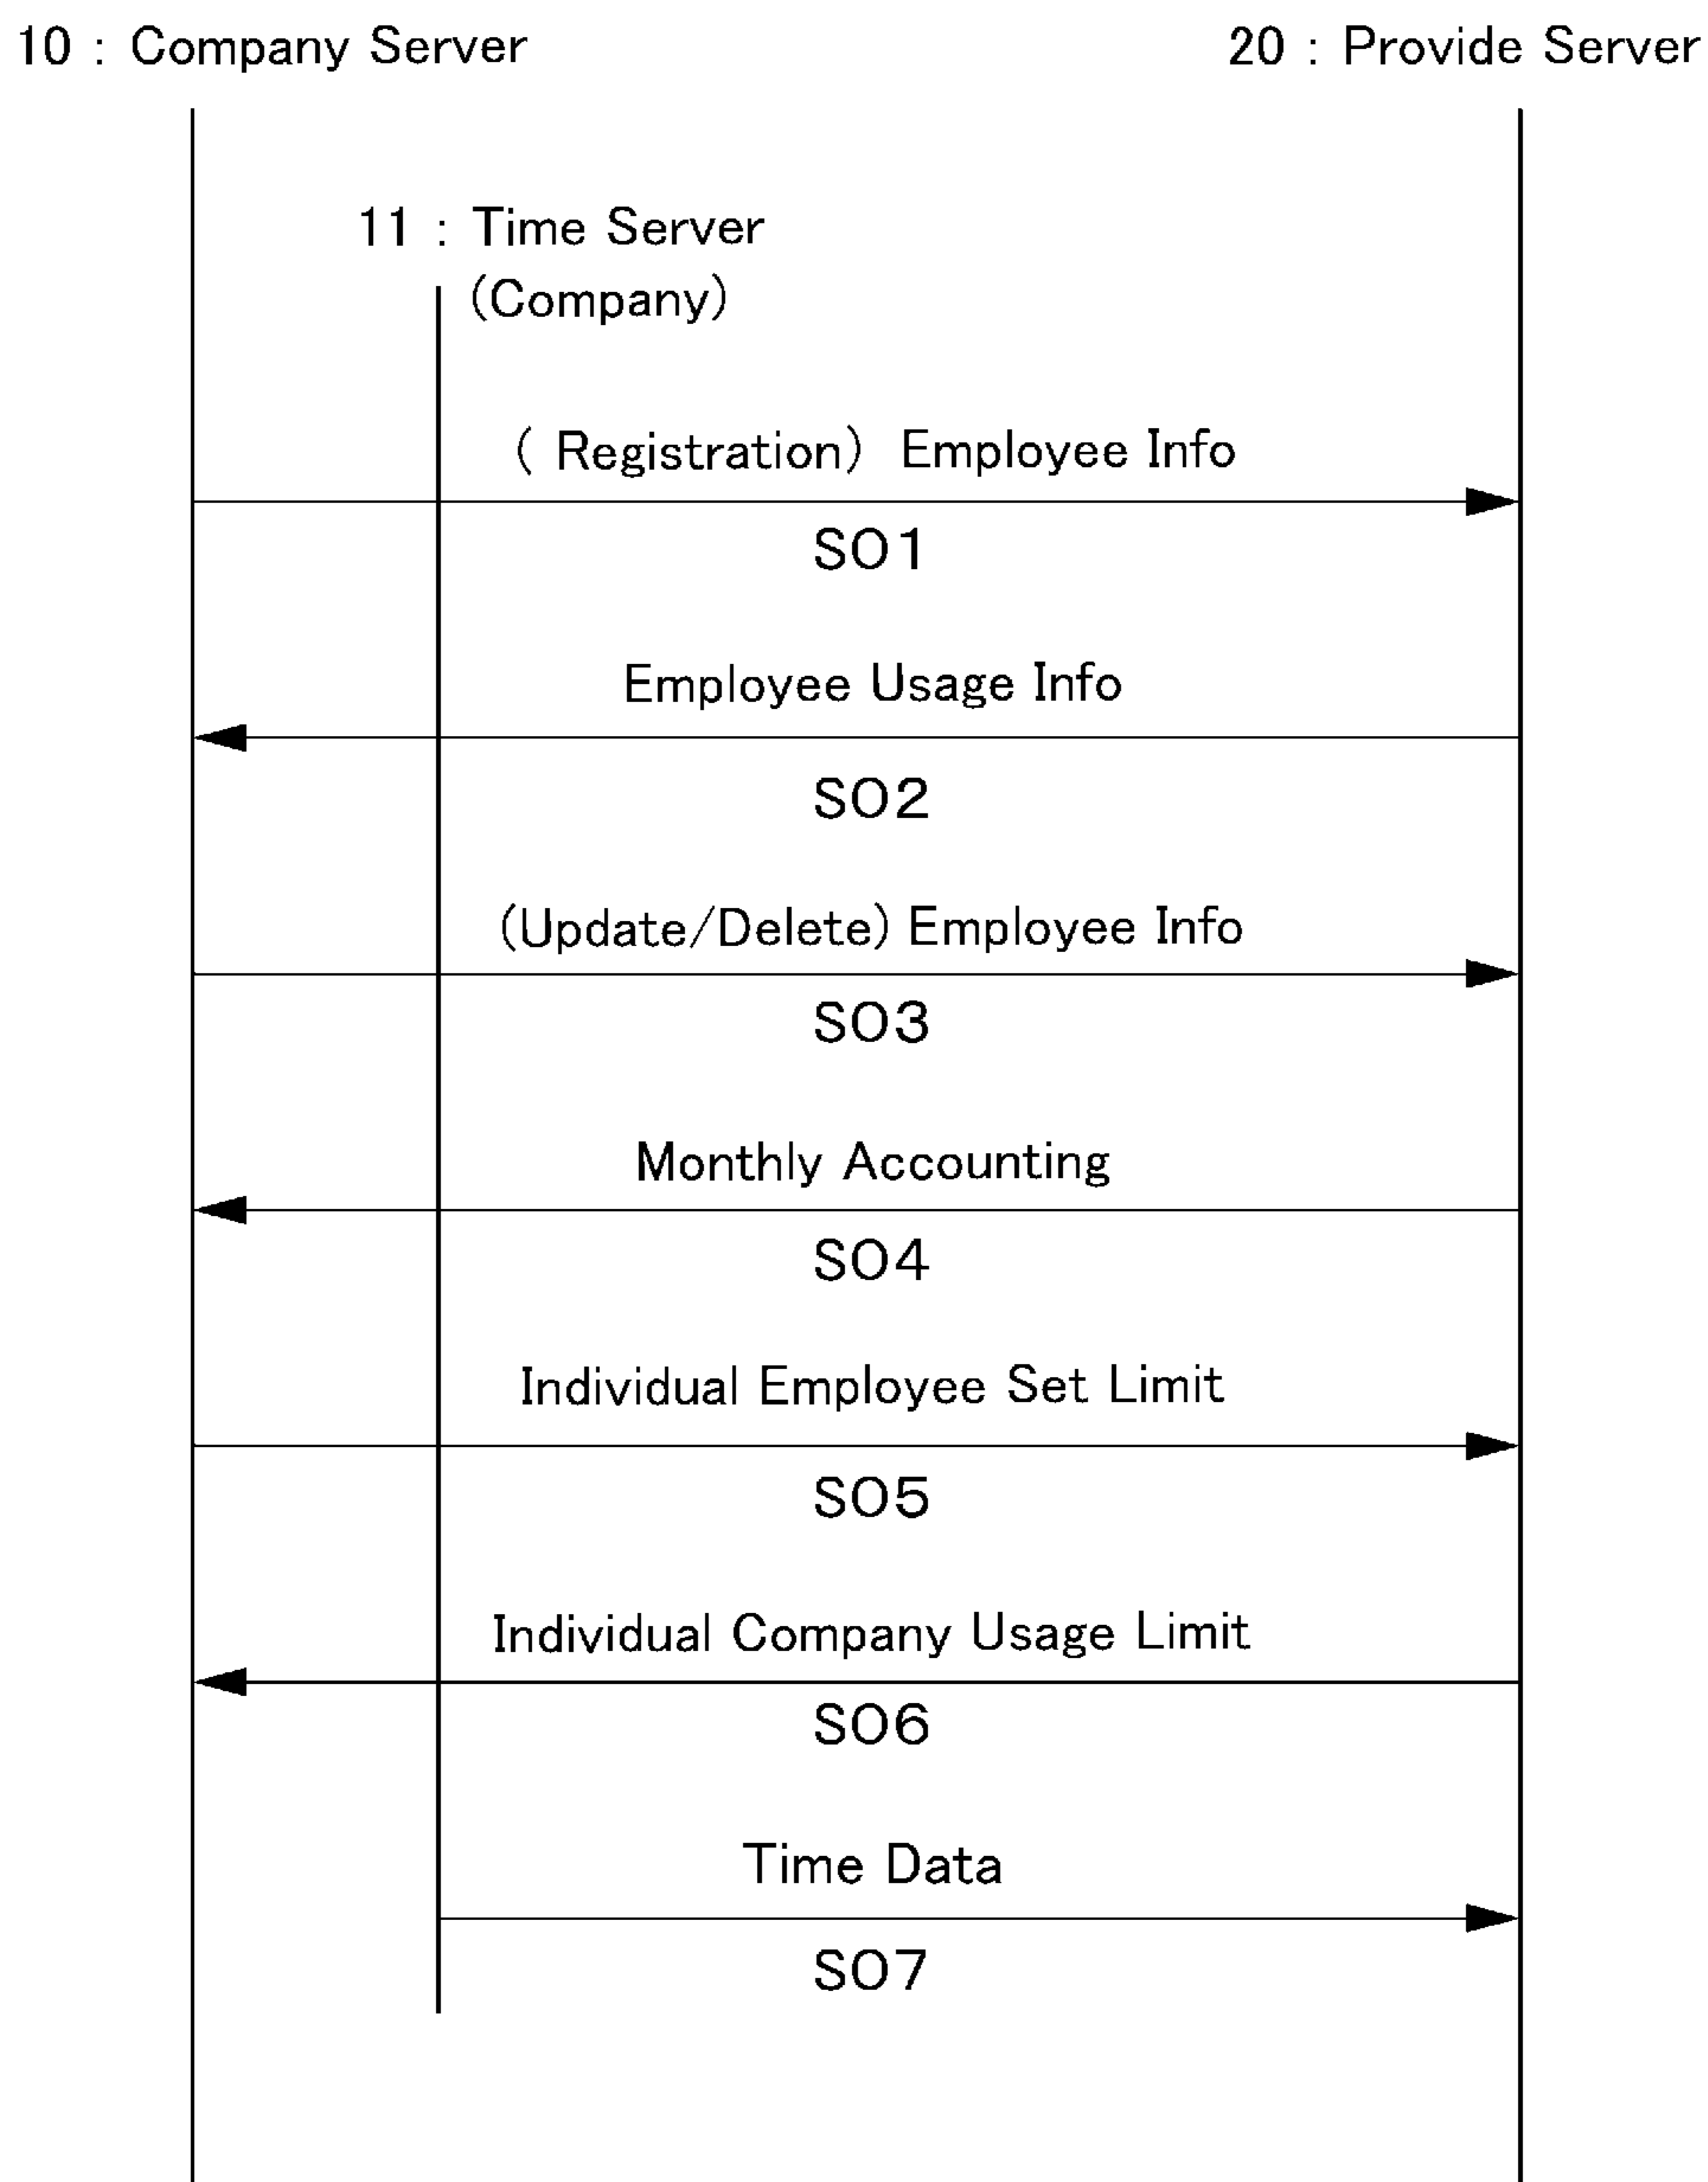 10 : Company Server
20 : Provide Server
11 : Time Server
(Company)
( Registration) Employee Info
SO1
Employee Usage Info
SO2
(Update/Delete) Employee Info
SO3
Monthly Accounting
SO4
Individual Employee Set Limit
SO5
Individual Company Usage Limit
SO6
Time Data
SO7